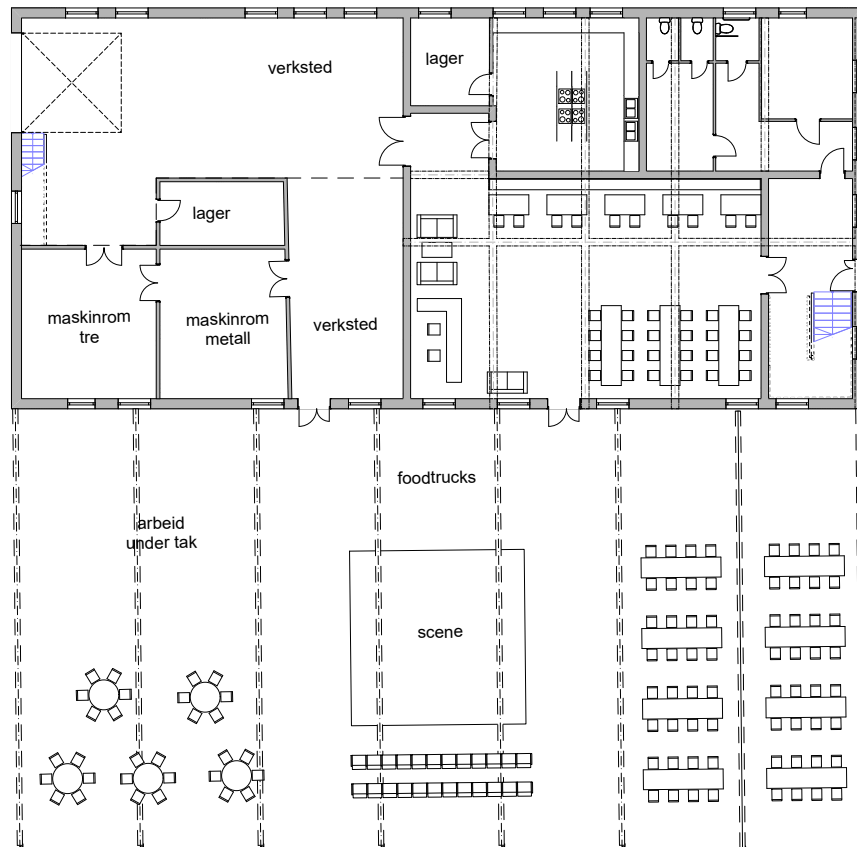 verksted
lager
lager
maskinrom
tre
maskinrom
metall
verksted
foodtrucks
arbeid
under tak
scene